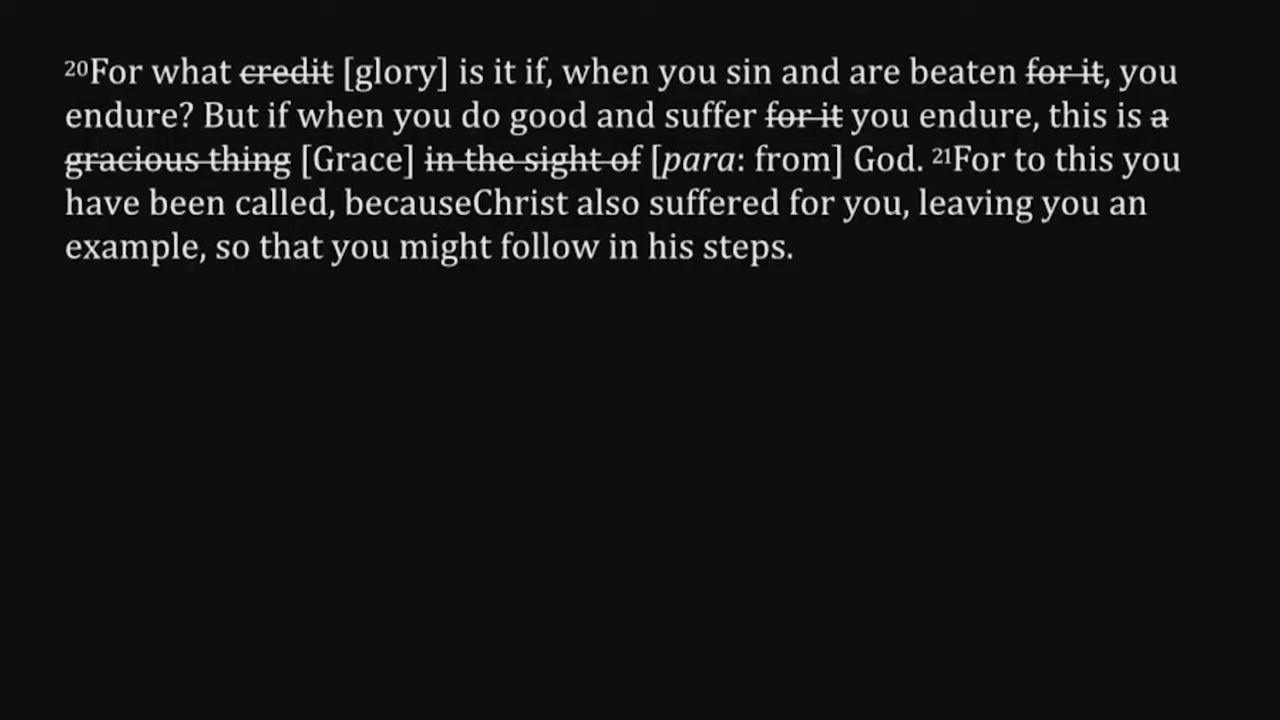 ²⁰For what credit [glory] is it if, when you sin and are beaten for it, you
endure? But if when you do good and suffer for it you endure, this is a
gracious thing [Grace] in the sight of [para: from] God. ²¹For to this you
have been called, becauseChrist also suffered for you, leaving you an
example, so that you might follow in his steps.